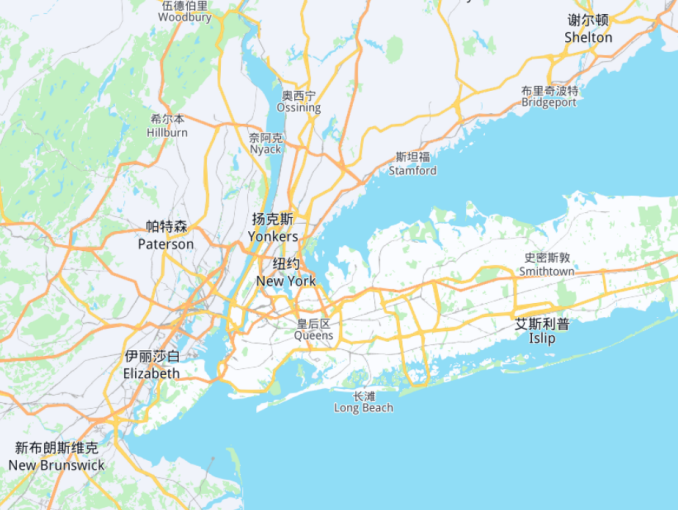 伍德伯里
Woodbury
谢尔顿
Shelton
布里奇波特
Bridgeport
奥西宁
Ossining
希尔本
Hillburn
奈阿克
Nyack
斯坦福
Stamford
扬克斯
Yonkers
帕特森
Paterson
纽约
New York
史密斯敦
Smithtown
皇后区
Queens
艾斯利普
Islip
伊丽莎白
Elizabeth
长滩
Long Beach
新布朗斯维克
New Brunswick